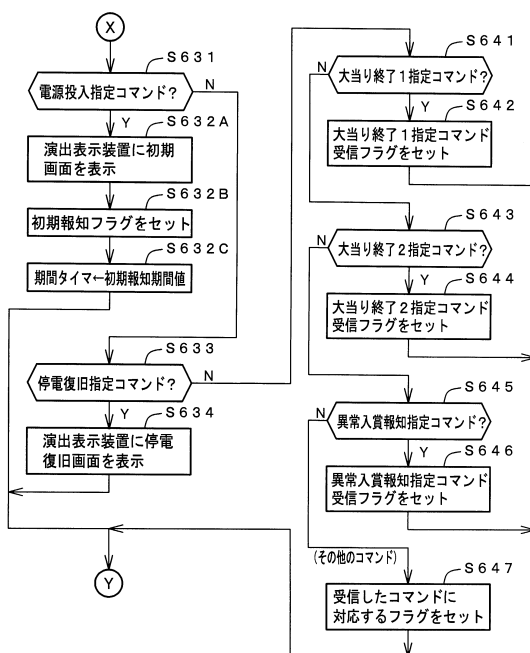 X
S631
電源投入指定コマンド?
N
Y
S632A
演出表示装置に初期
画面を表示
S632B
初期報知フラグをセット
S632C
期間タイマ←初期報知期間値
S633
停電復旧指定コマンド?
N
Y
S634
演出表示装置に停電
復旧画面を表示
Y
S641
N
大当り終了1指定コマンド?
Y
S642
大当り終了1指定コマンド
受信フラグをセット
S643
N
大当り終了2指定コマンド?
Y
S644
大当り終了2指定コマンド
受信フラグをセット
S645
N
異常入賞報知指定コマンド?
Y
S646
異常入賞報知指定コマンド
受信フラグをセット
(その他のコマンド)
S647
受信したコマンドに
対応するフラグをセット